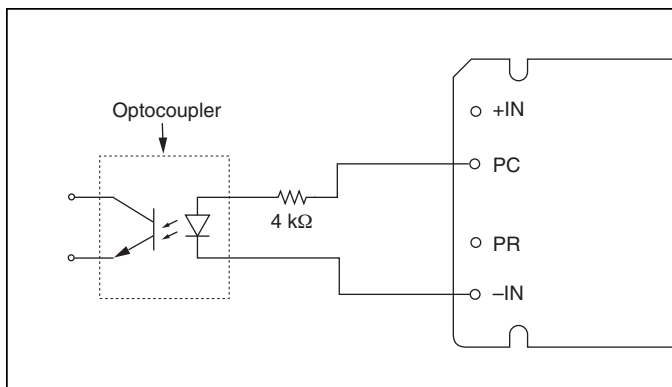 Optocoupler
+IN
PC
4 kΩ
PR
–IN